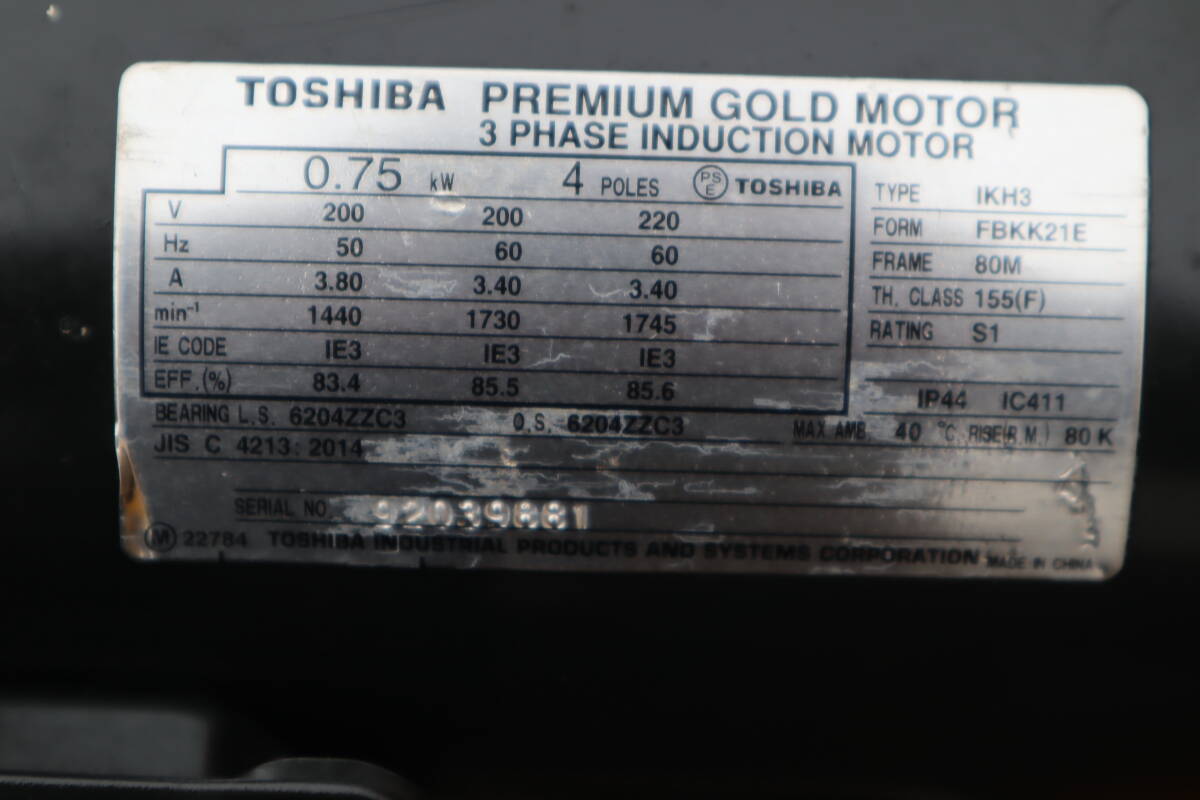 TOSHIBA PREMIUM GOLD MOTOR
3 PHASE INDUCTION MOTOR
0.75 kW 4 POLES PS E TOSHIBA
V 200 200 220
Hz 50 60 60
A 3.80 3.40 3.40
min-1 1440 1730 1745
IE CODE IE3 IE3 IE3
EFF.(%) 83.4 85.5 85.6
TYPE IKH3
FORM FBKK21E
FRAME 80M
TH. CLASS 155(F)
RATING S1
IP44 IC411
BEARING L.S. 6204ZZC3 O.S. 6204ZZC3 MAX AMB. 40 °C RISE(R.M.) 80 K
JIS C 4213: 2014
SERIAL NO. 92039881
M 22784 TOSHIBA INDUSTRIAL PRODUCTS AND SYSTEMS CORPORATION MADE IN CHINA